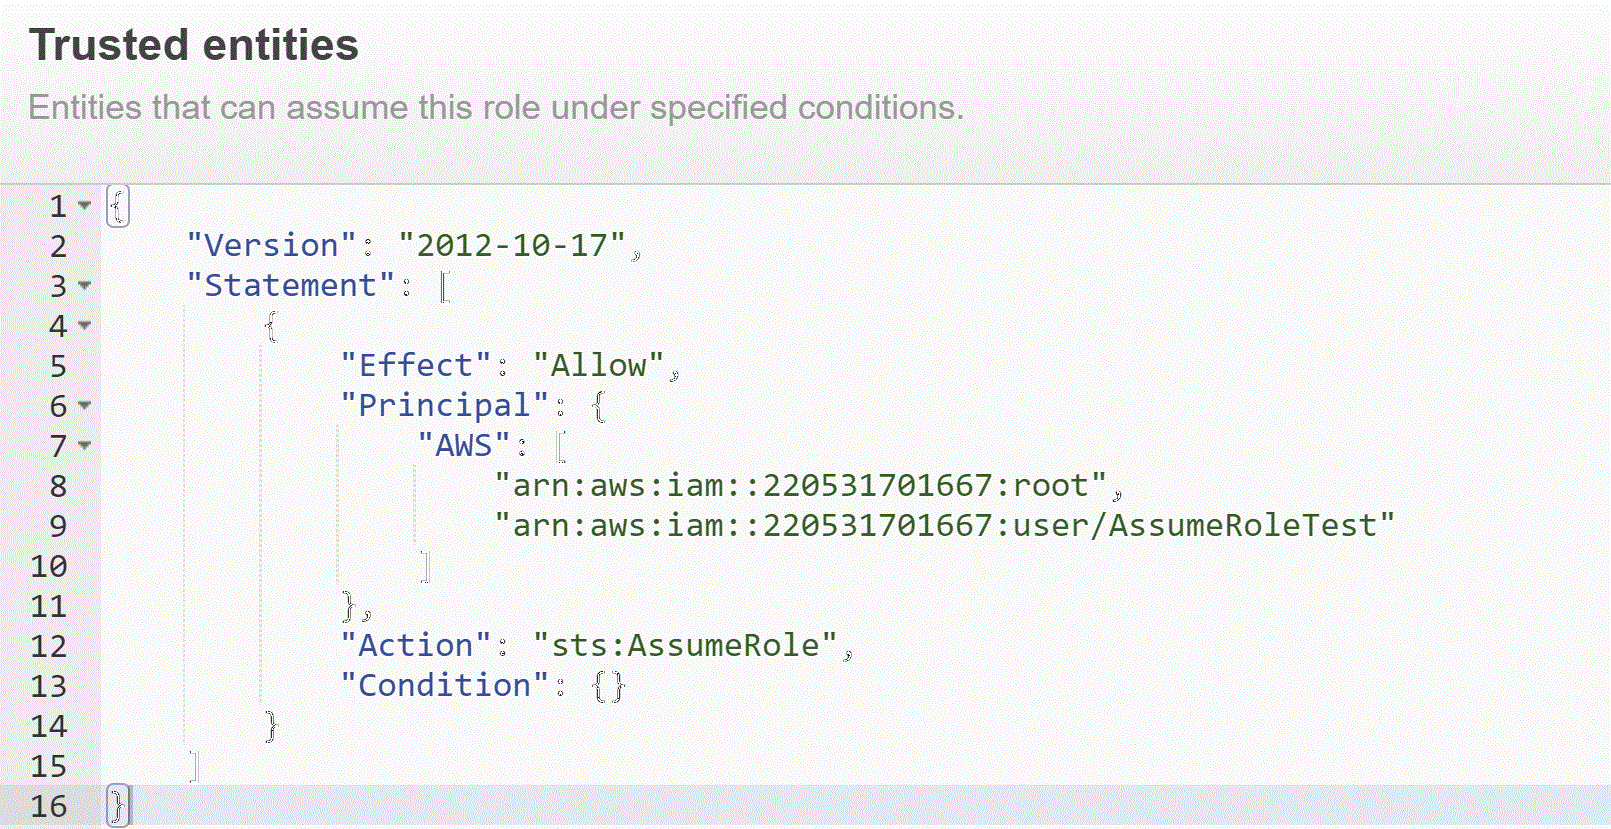 Trusted entities
Entities that can assume this role under specified conditions.
1 {
2     "Version": "2012-10-17",
3     "Statement": [
4         {
5             "Effect": "Allow",
6             "Principal": {
7                 "AWS": [
8                     "arn:aws:iam::220531701667:root",
9                     "arn:aws:iam::220531701667:user/AssumeRoleTest"
10                 ]
11             },
12             "Action": "sts:AssumeRole",
13             "Condition": {}
14         }
15     ]
16 }